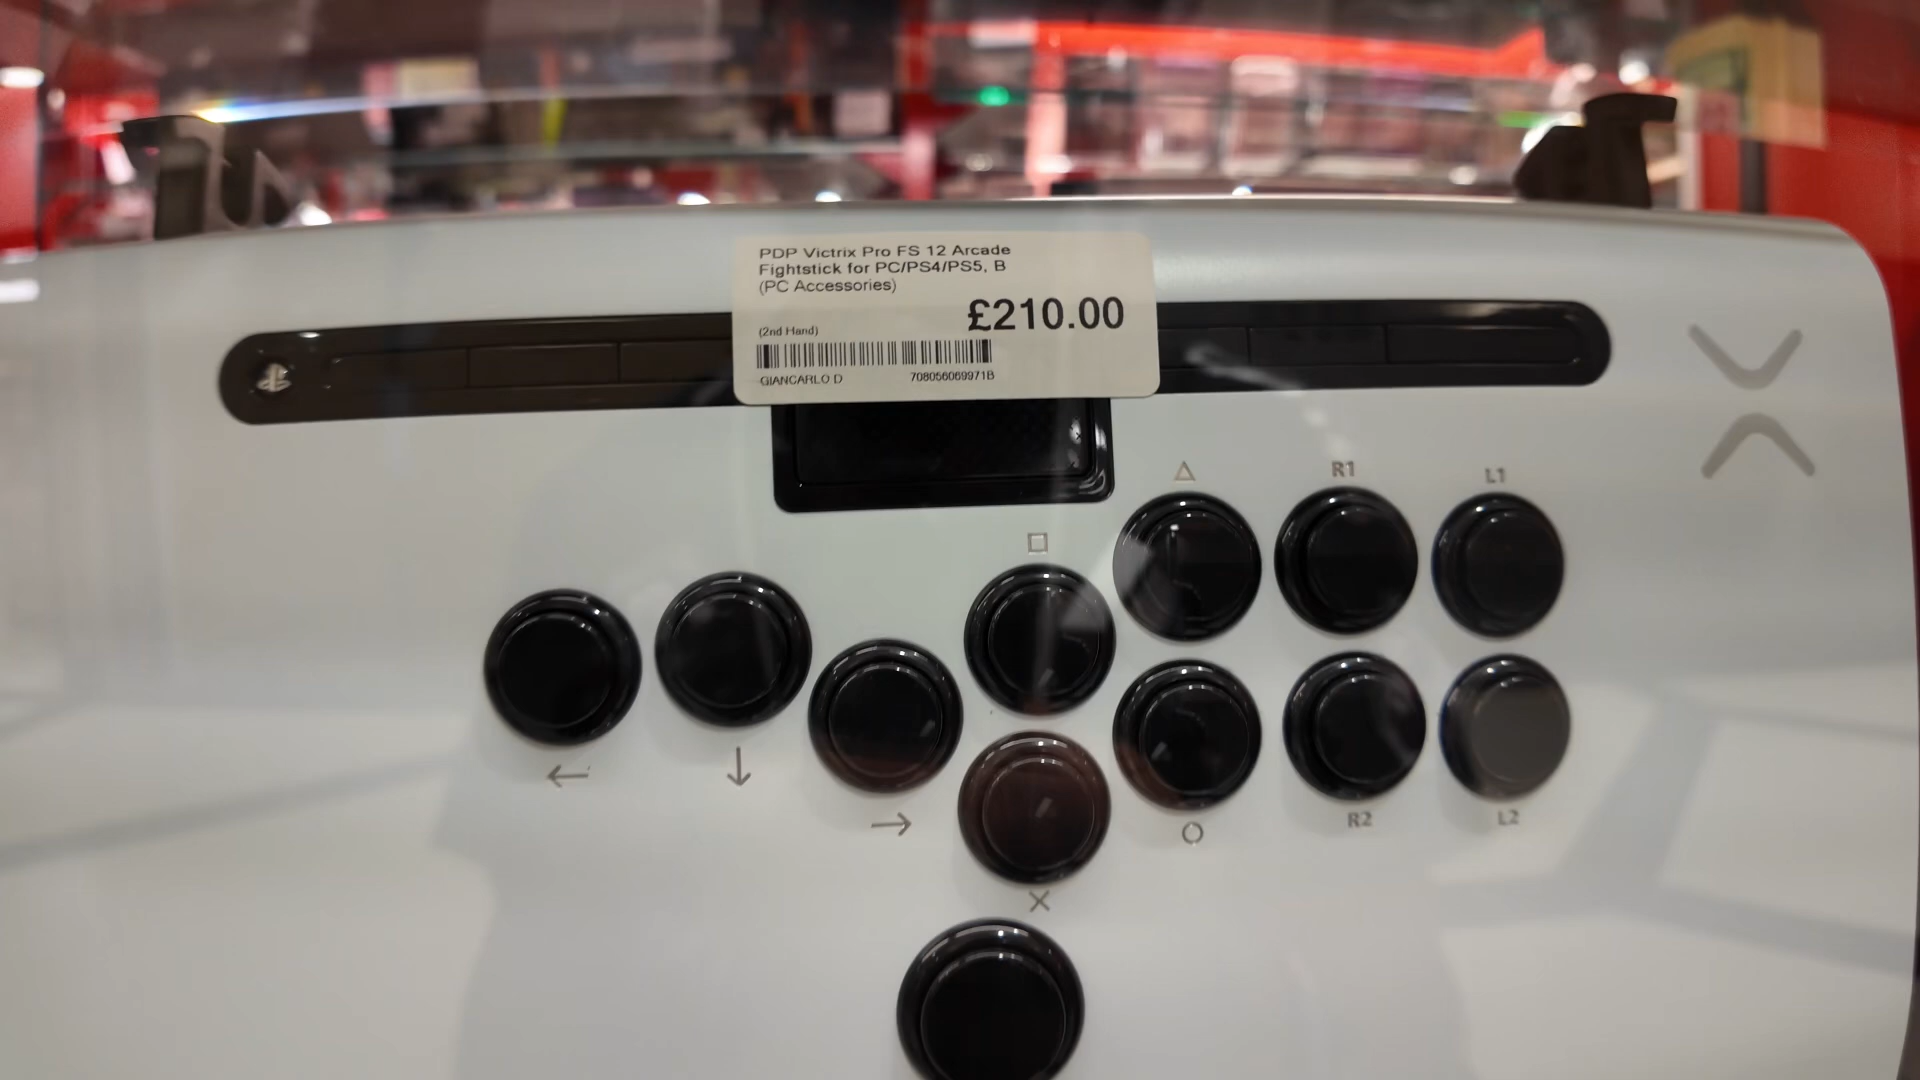 PDP Victrix Pro FS 12 Arcade
Fightstick for PC/PS4/PS5, B
(PC Accessories)
£210.00
(2nd Hand)
GIANCARLO D 708056069971B
R1 L1
R2 L2